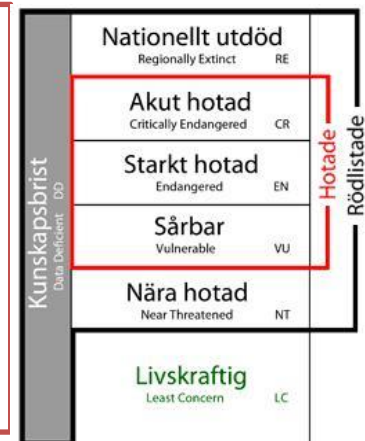 Nationellt utdöd
Regionally Extinct RE
Akut hotad
Critically Endangered CR
Starkt hotad
Endangered EN
Sårbar
Vulnerable VU
Nära hotad
Near Threatened NT
Livskraftig
Least Concern LC
Kunskapsbrist
Data Deficient DD
Hotade
Rödlistade